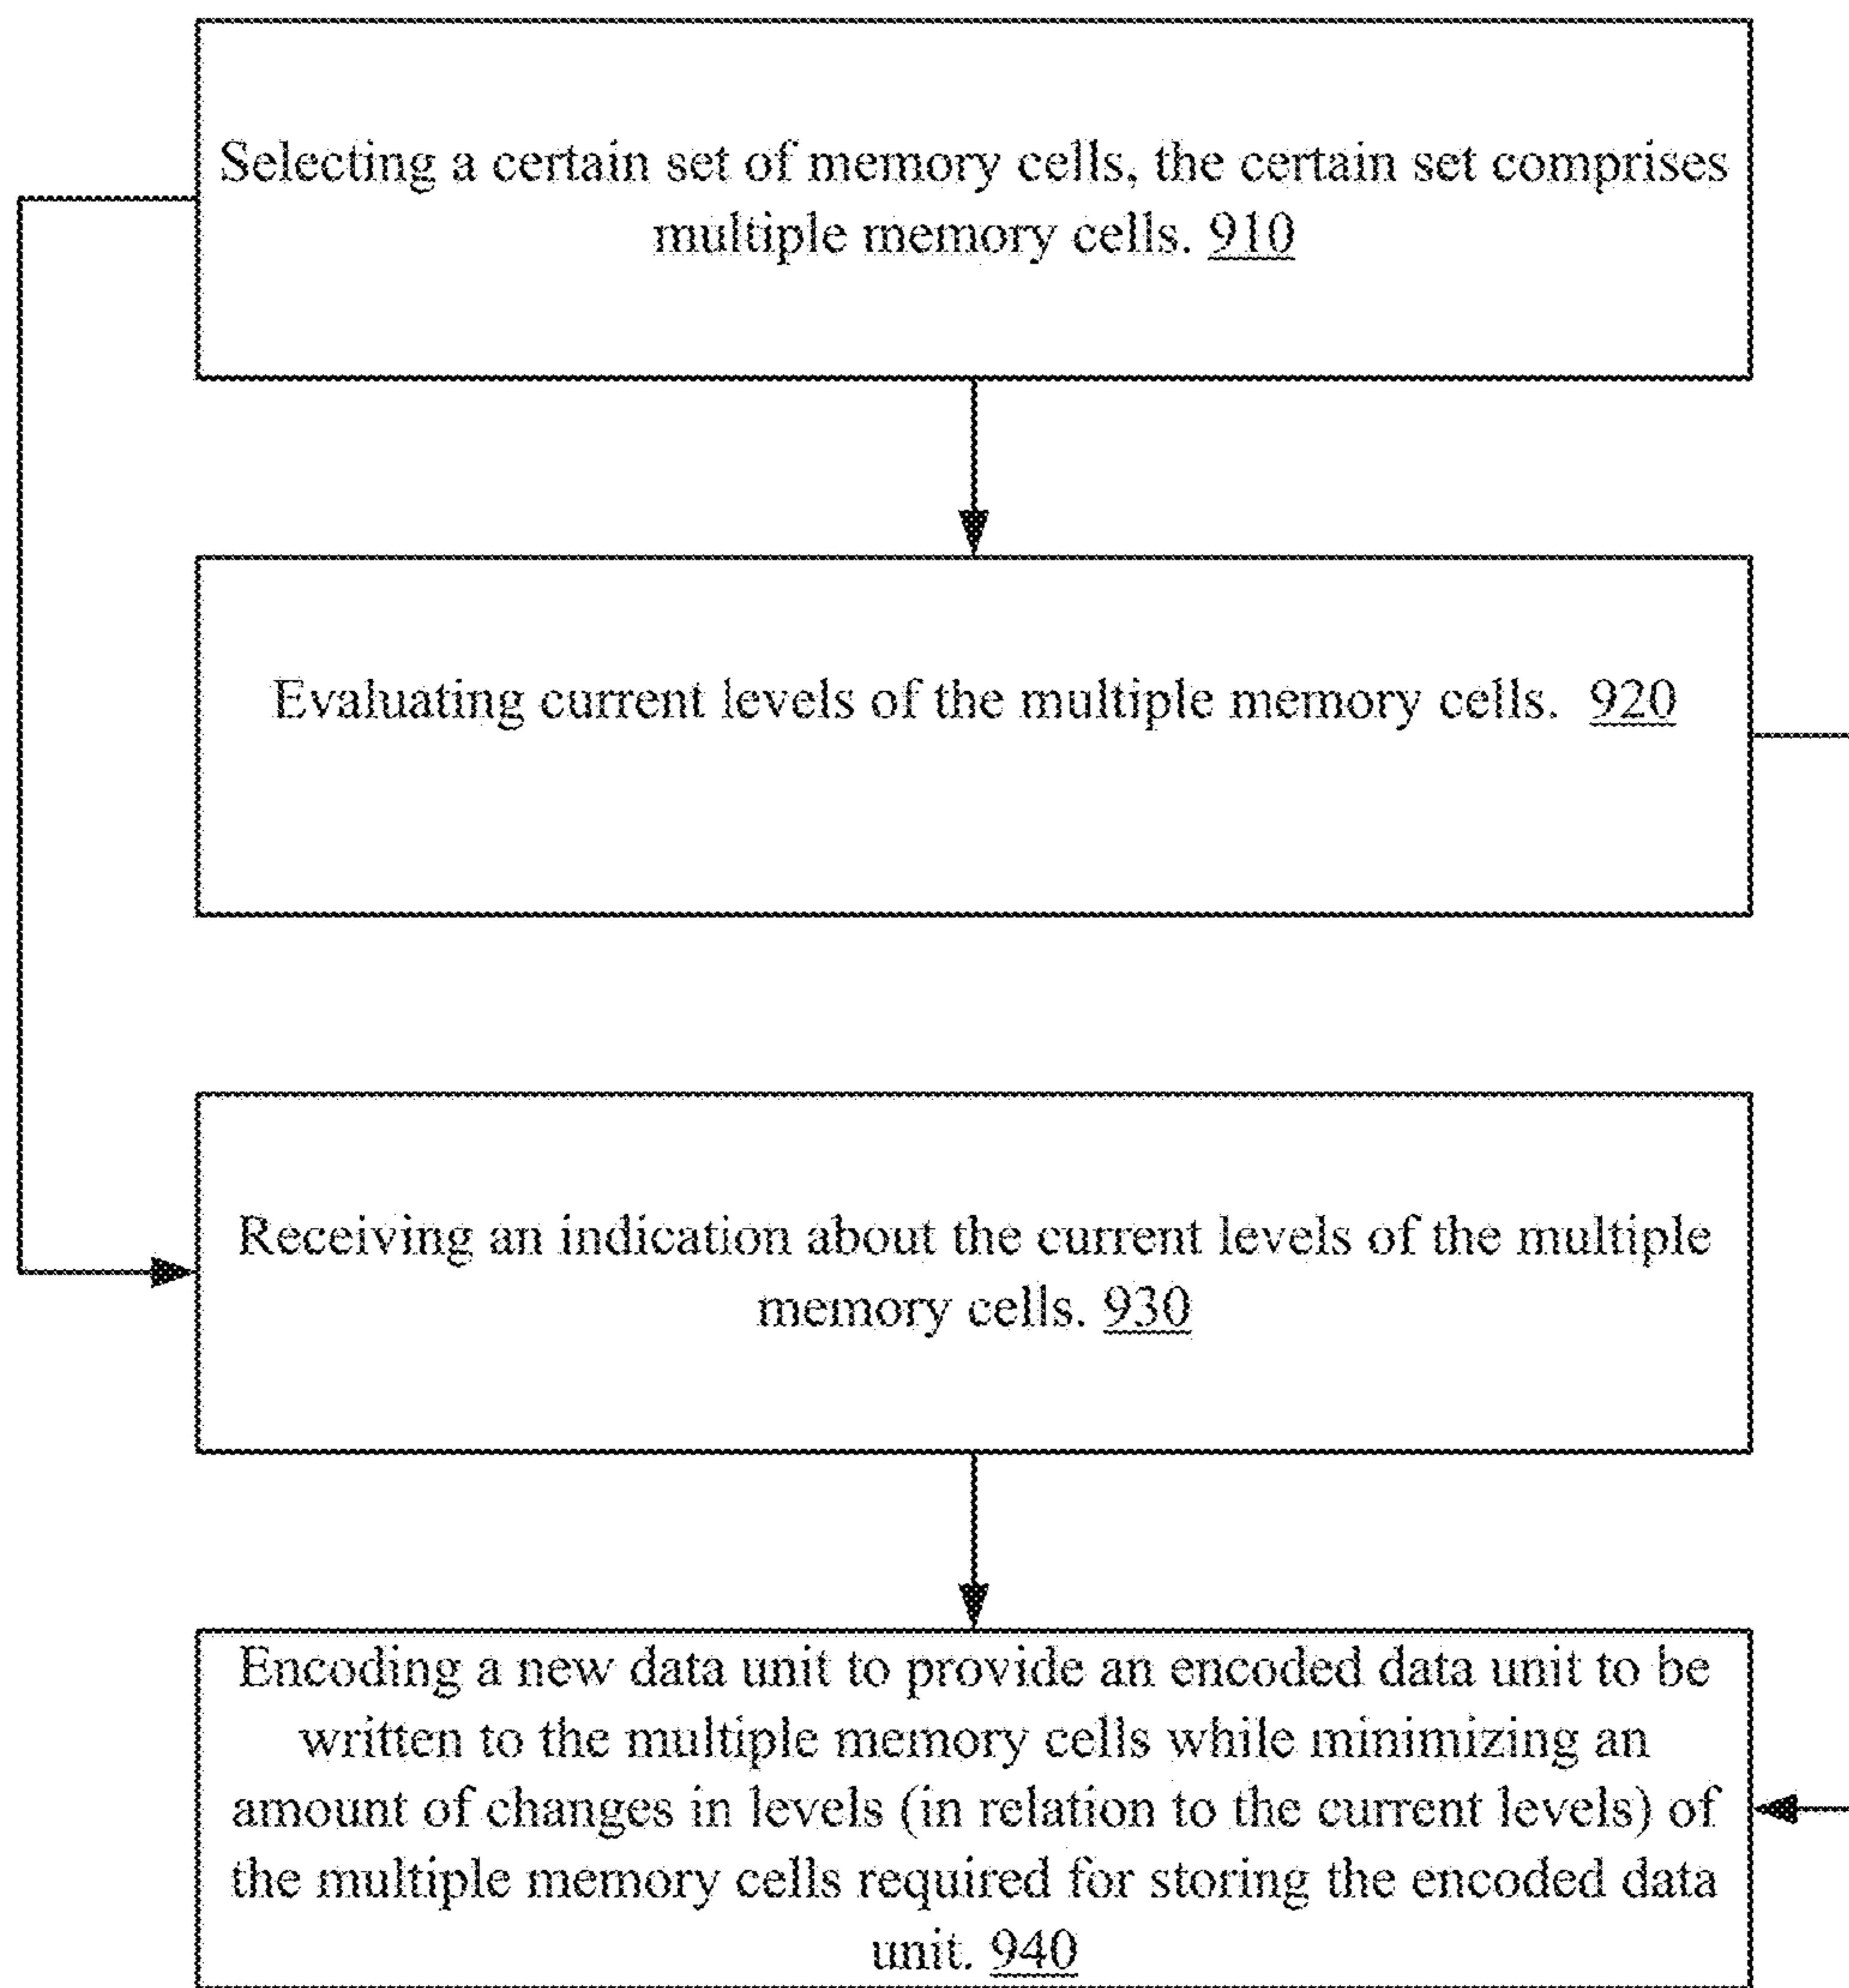 Selecting a certain set of memory cells, the certain set comprises
multiple memory cells. 910
Evaluating current levels of the multiple memory cells. 920
Receiving an indication about the current levels of the multiple
memory cells. 930
Encoding a new data unit to provide an encoded data unit to be
written to the multiple memory cells while minimizing an
amount of changes in levels (in relation to the current levels) of
the multiple memory cells required for storing the encoded data
unit. 940